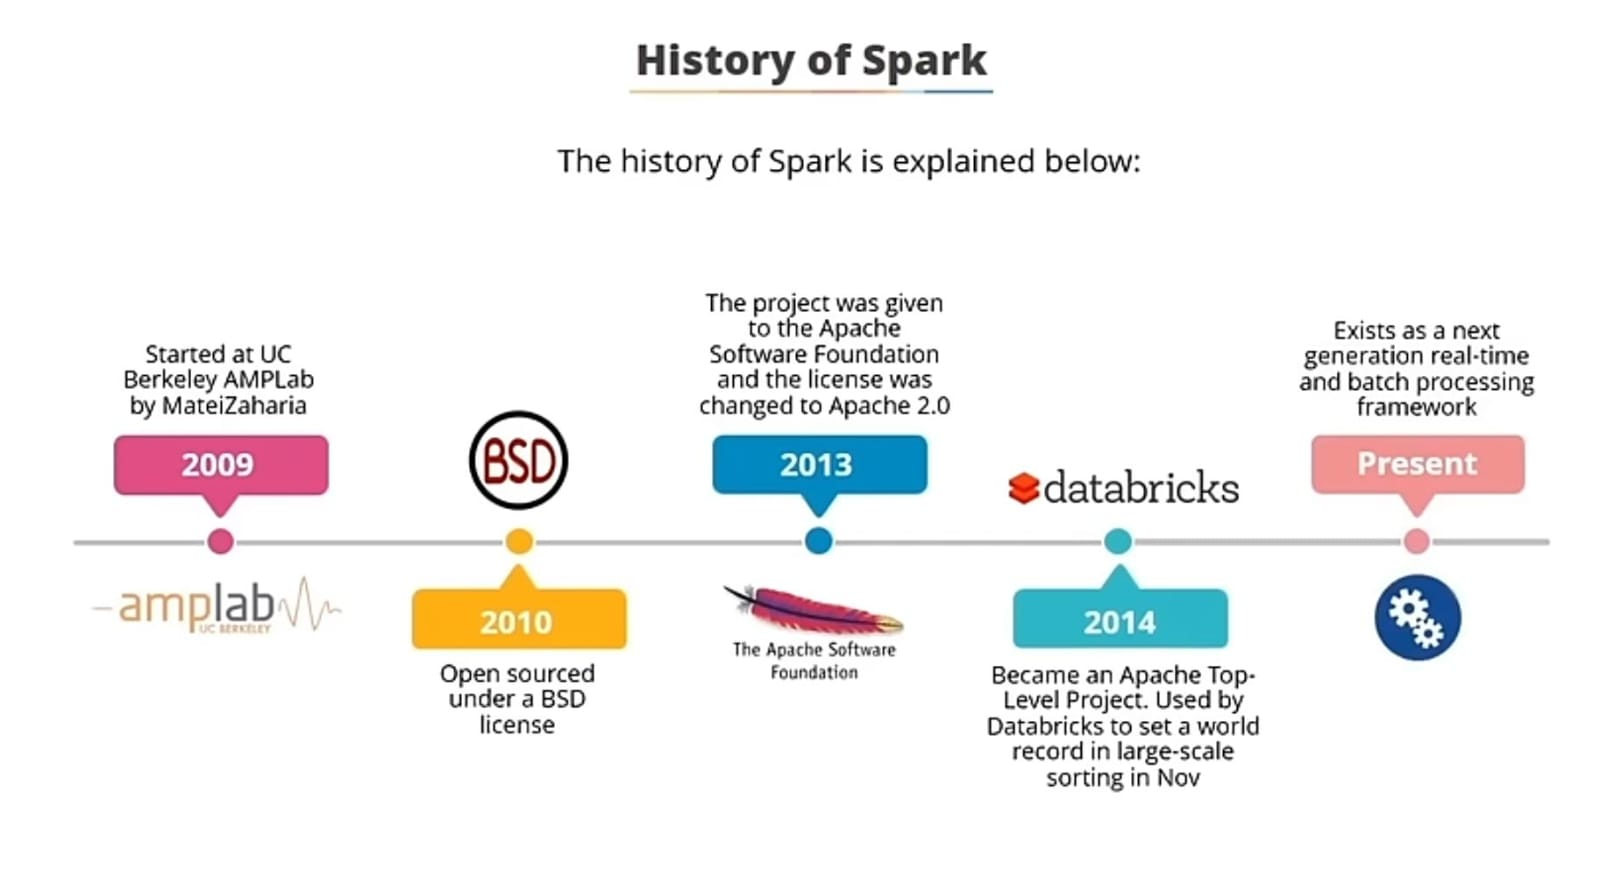 History of Spark
The history of Spark is explained below:
Started at UC
Berkeley AMPLab
by MateiZaharia
2009
amplab
UC BERKELEY
BSD
2010
Open sourced
under a BSD
license
The project was given
to the Apache
Software Foundation
and the license was
changed to Apache 2.0
2013
The Apache Software
Foundation
databricks
2014
Became an Apache Top-
Level Project. Used by
Databricks to set a world
record in large-scale
sorting in Nov
Exists as a next
generation real-time
and batch processing
framework
Present